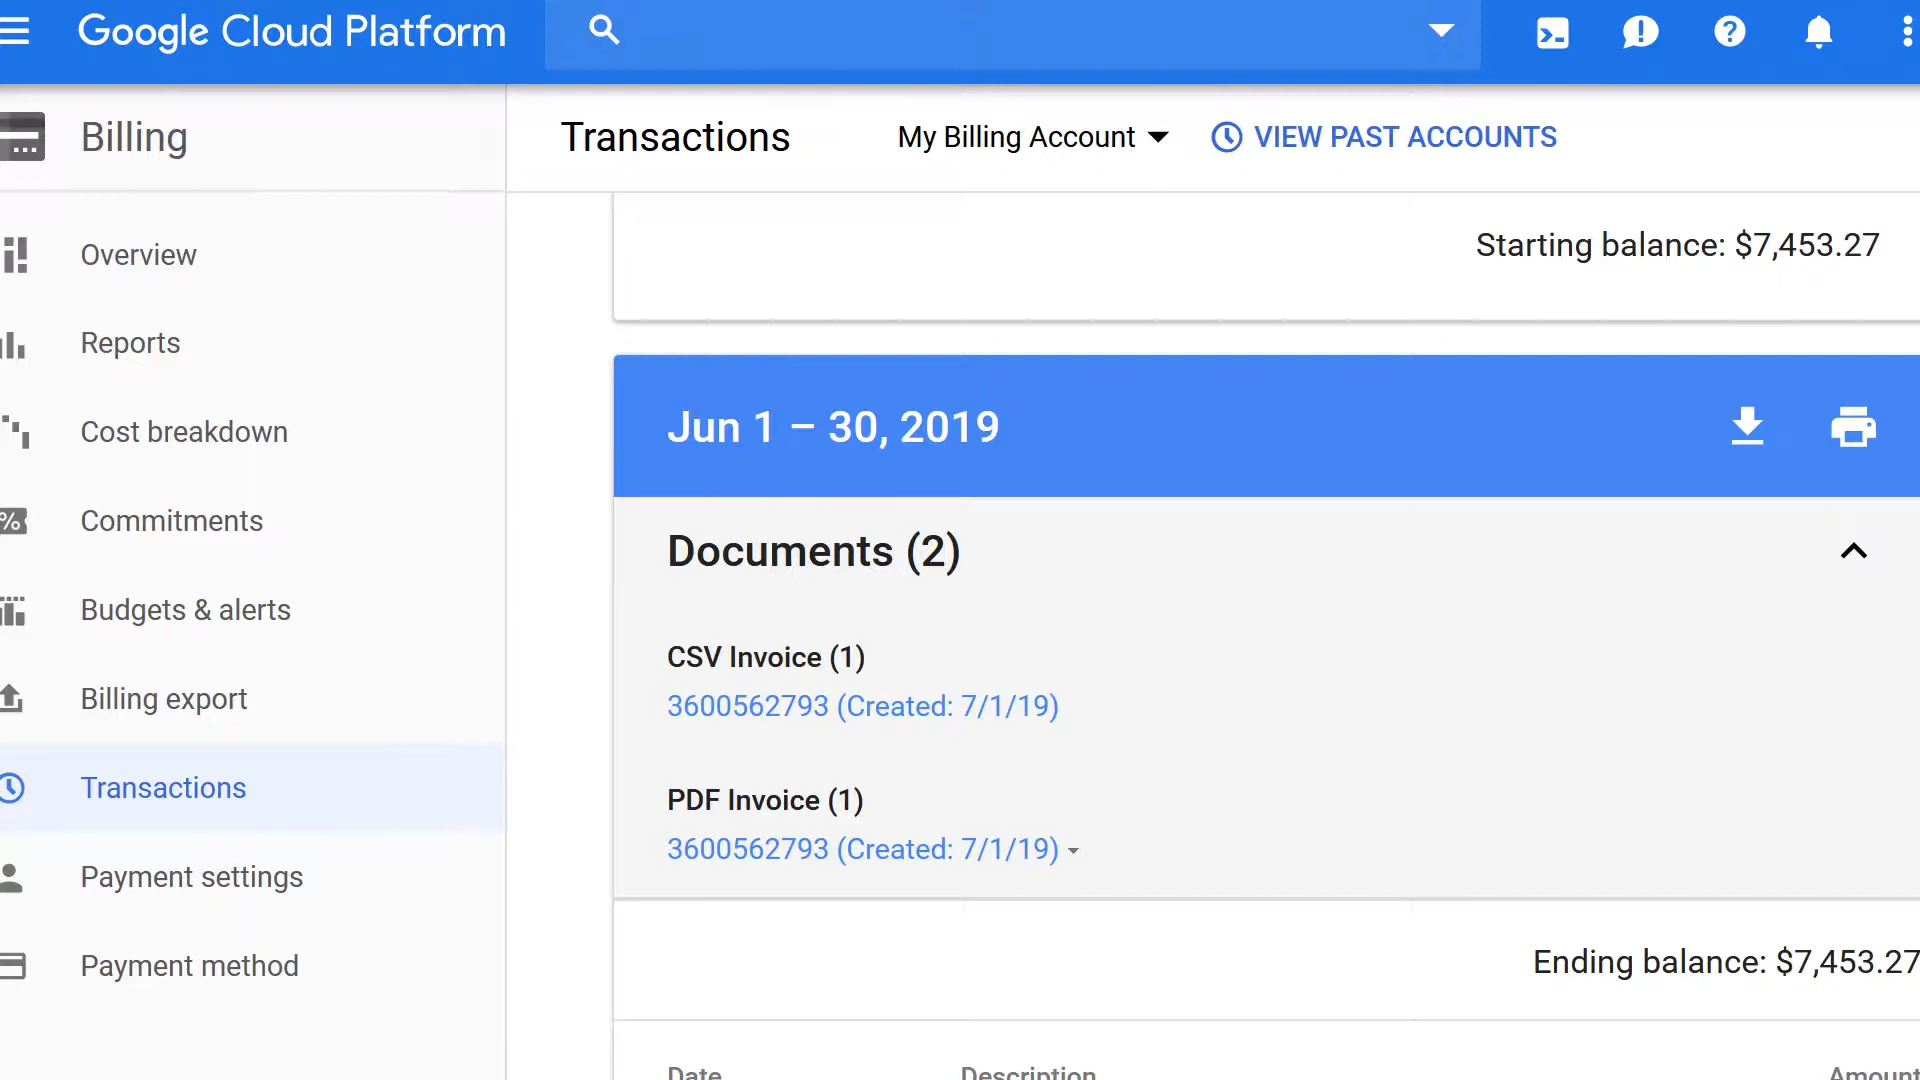 Google Cloud Platform
Billing
Transactions
My Billing Account
VIEW PAST ACCOUNTS
Overview
Reports
Cost breakdown
Commitments
Budgets & alerts
Billing export
Transactions
Payment settings
Payment method
Starting balance: $7,453.27
Jun 1 – 30, 2019
Documents (2)
CSV Invoice (1)
3600562793 (Created: 7/1/19)
PDF Invoice (1)
3600562793 (Created: 7/1/19)
Ending balance: $7,453.27
Date
Description
Amount